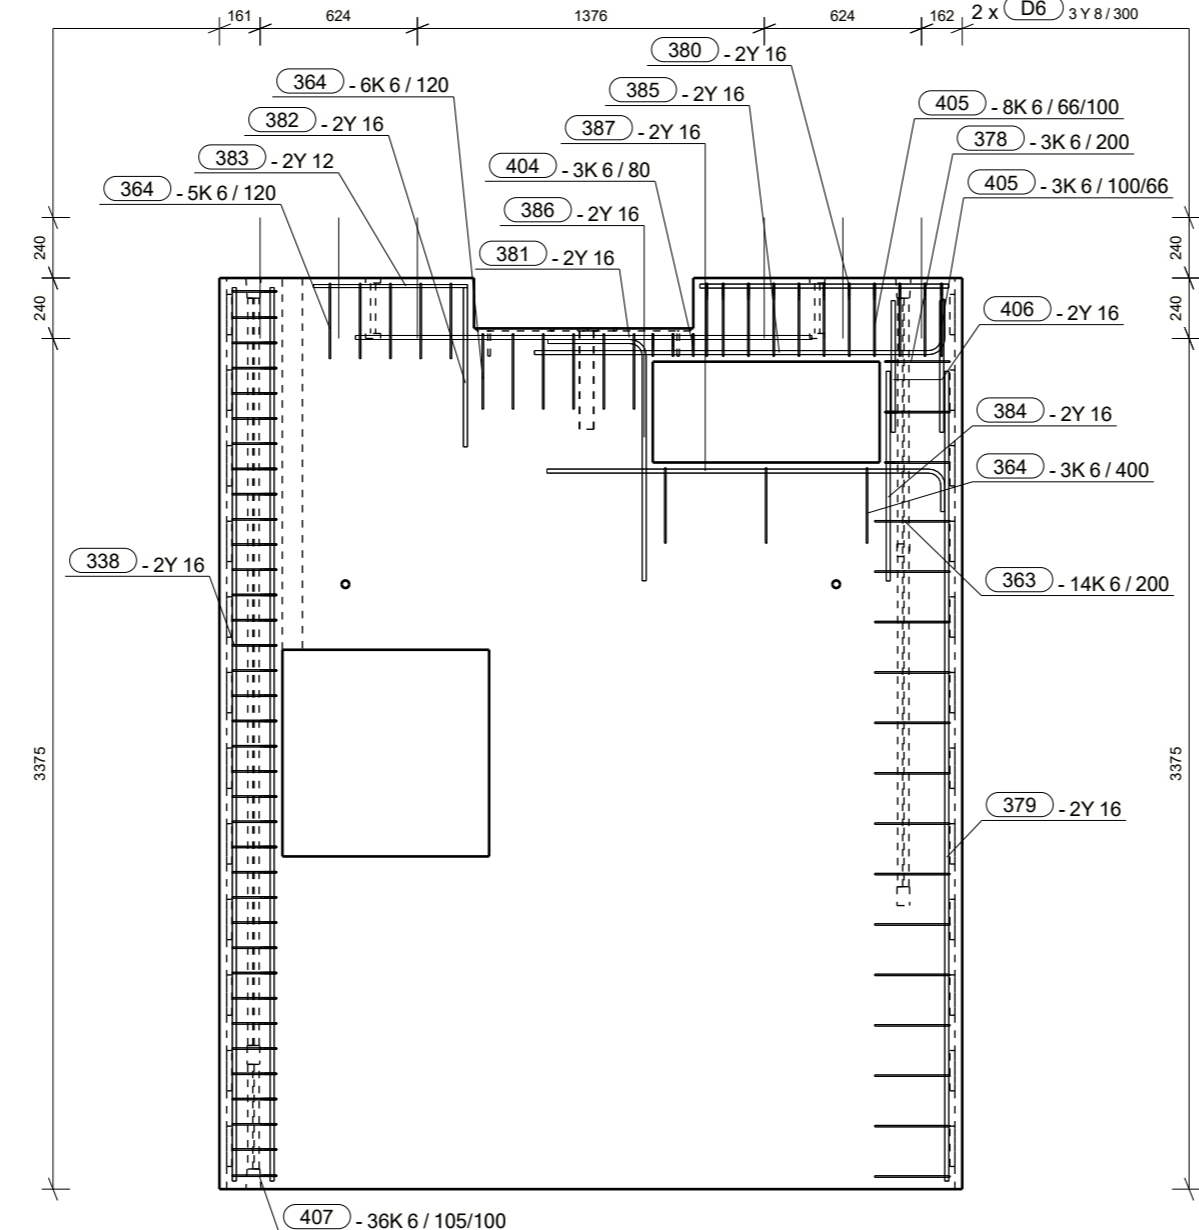 161 624 1376 624 162 2 x D6 3 Y 8 / 300
380 - 2Y 16
364 - 6K 6 / 120
385 - 2Y 16
405 - 8K 6 / 66/100
382 - 2Y 16
387 - 2Y 16
378 - 3K 6 / 200
383 - 2Y 12
404 - 3K 6 / 80
405 - 3K 6 / 100/66
364 - 5K 6 / 120
386 - 2Y 16
381 - 2Y 16
240
240
240
240
406 - 2Y 16
384 - 2Y 16
364 - 3K 6 / 400
338 - 2Y 16
363 - 14K 6 / 200
3375
3375
379 - 2Y 16
407 - 36K 6 / 105/100